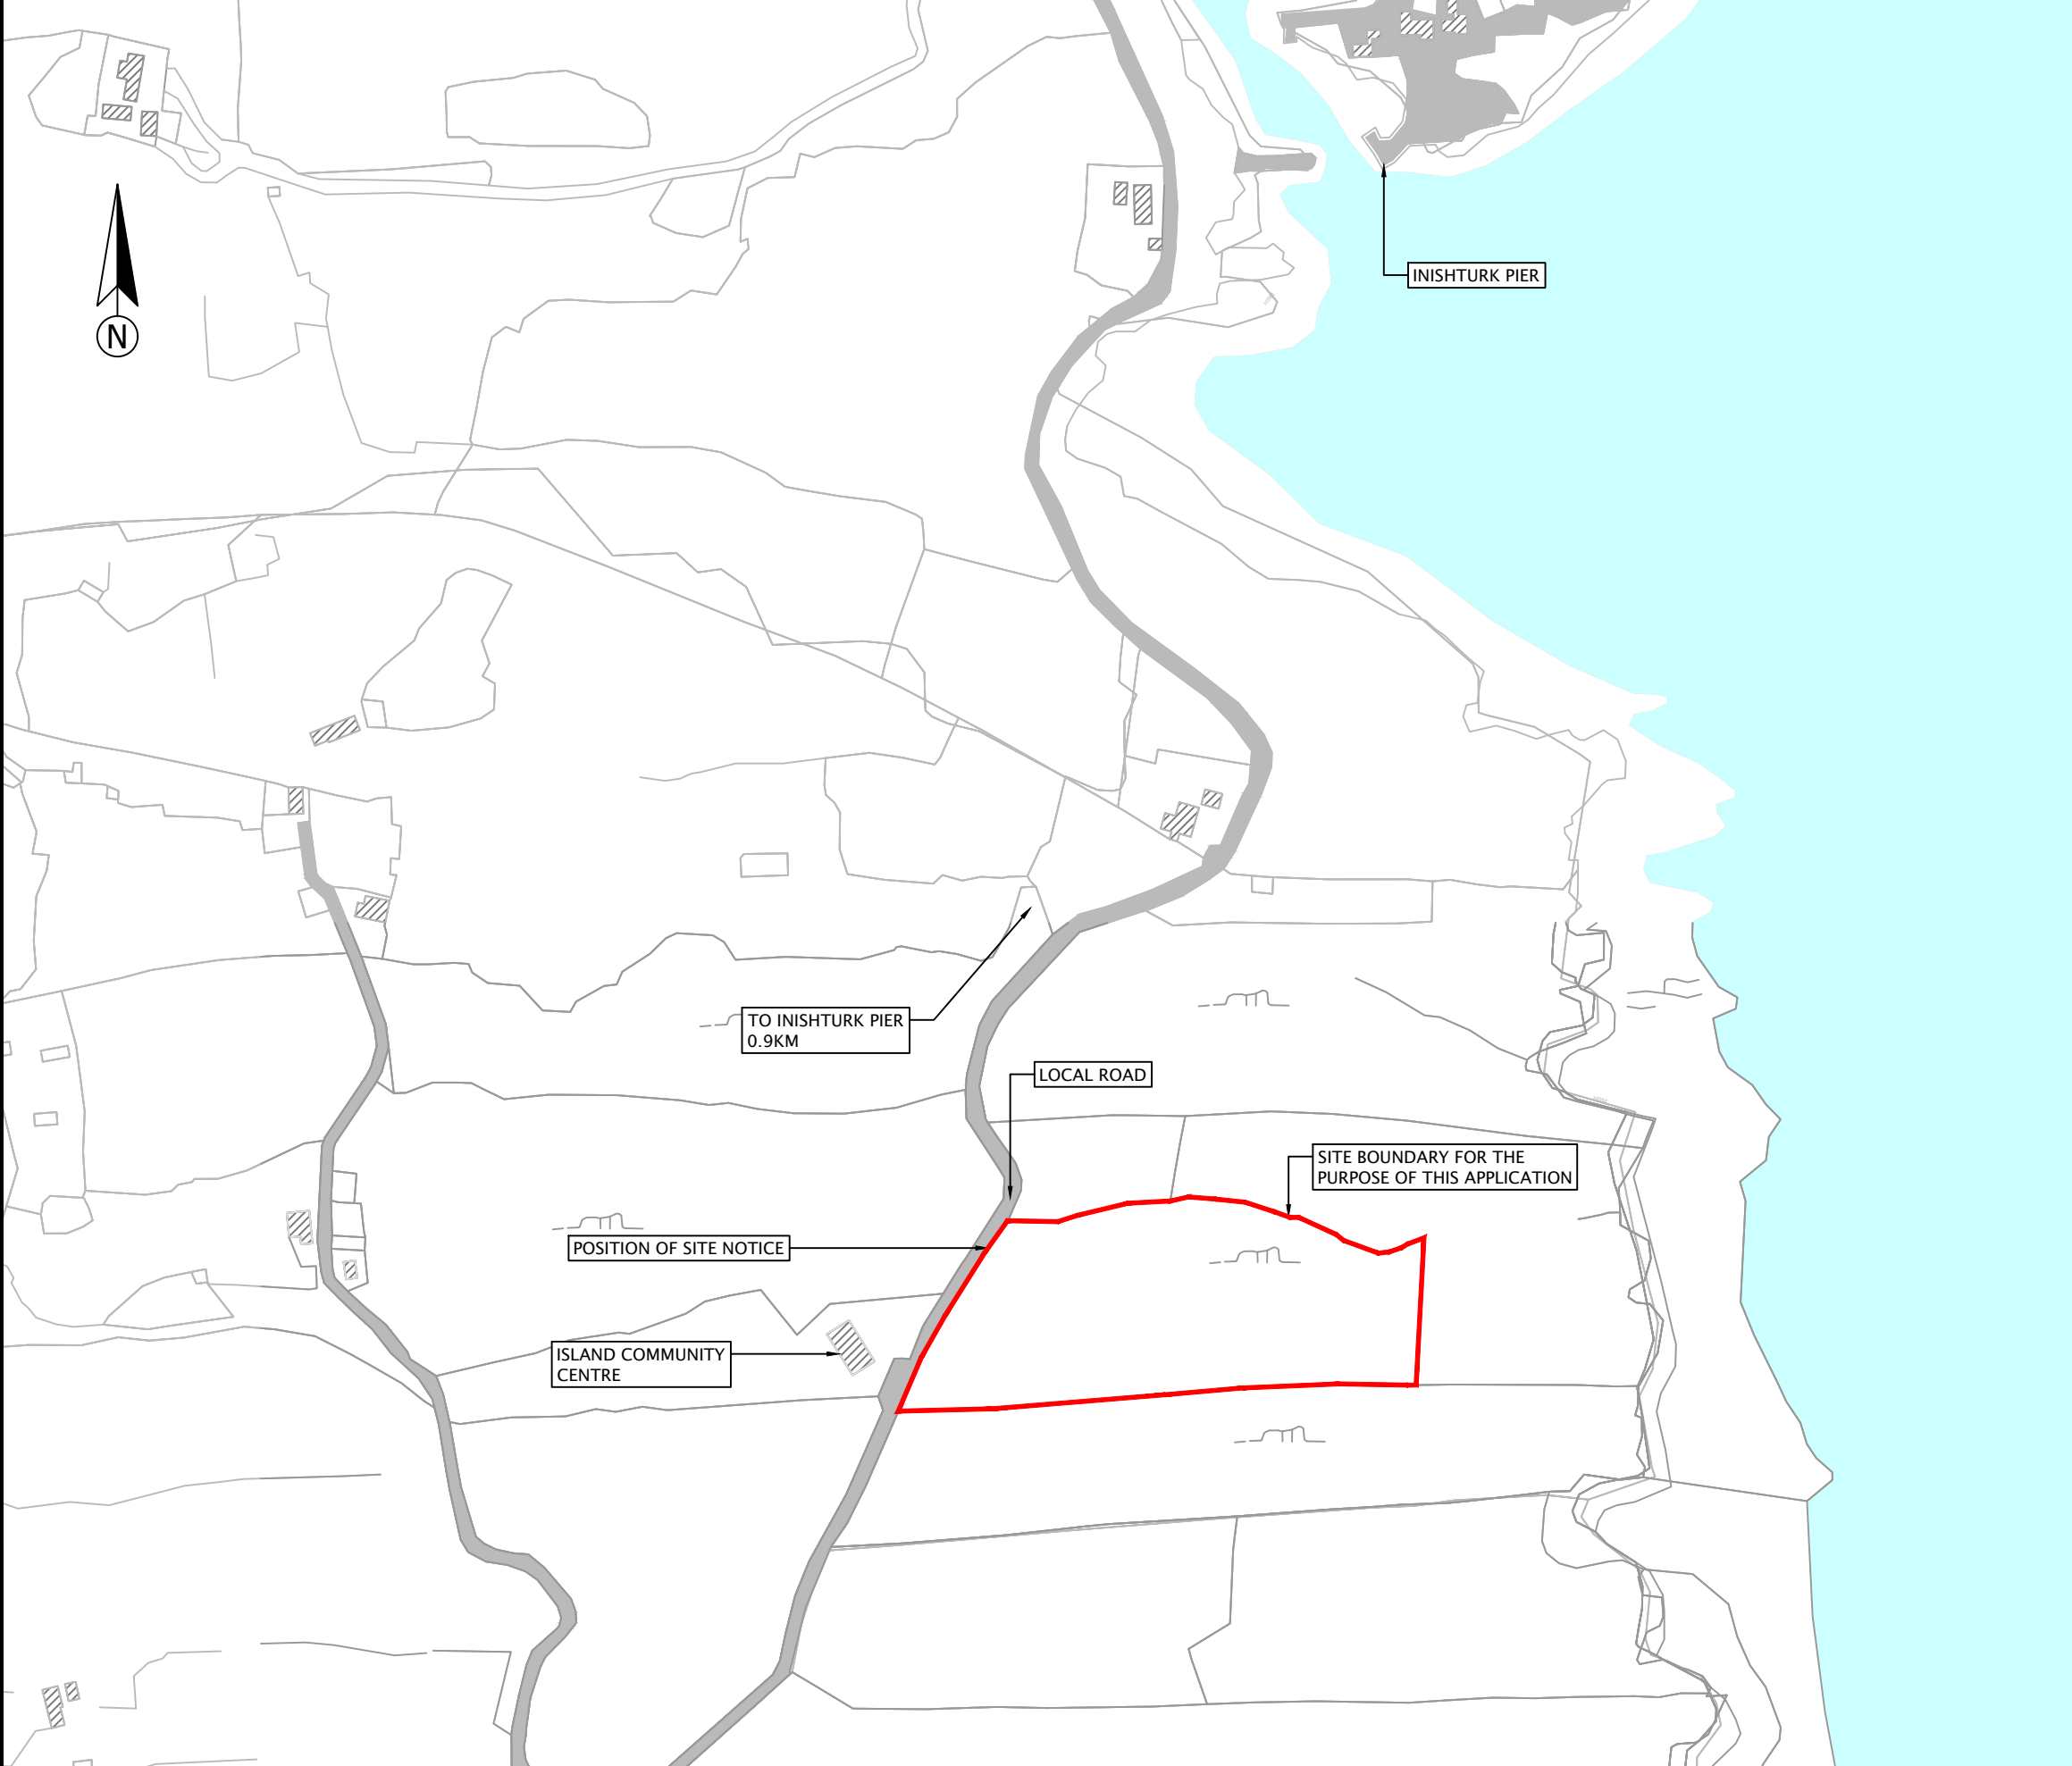 INISHTURK PIER
N
TO INISHTURK PIER
0.9KM
LOCAL ROAD
SITE BOUNDARY FOR THE
PURPOSE OF THIS APPLICATION
POSITION OF SITE NOTICE
ISLAND COMMUNITY
CENTRE